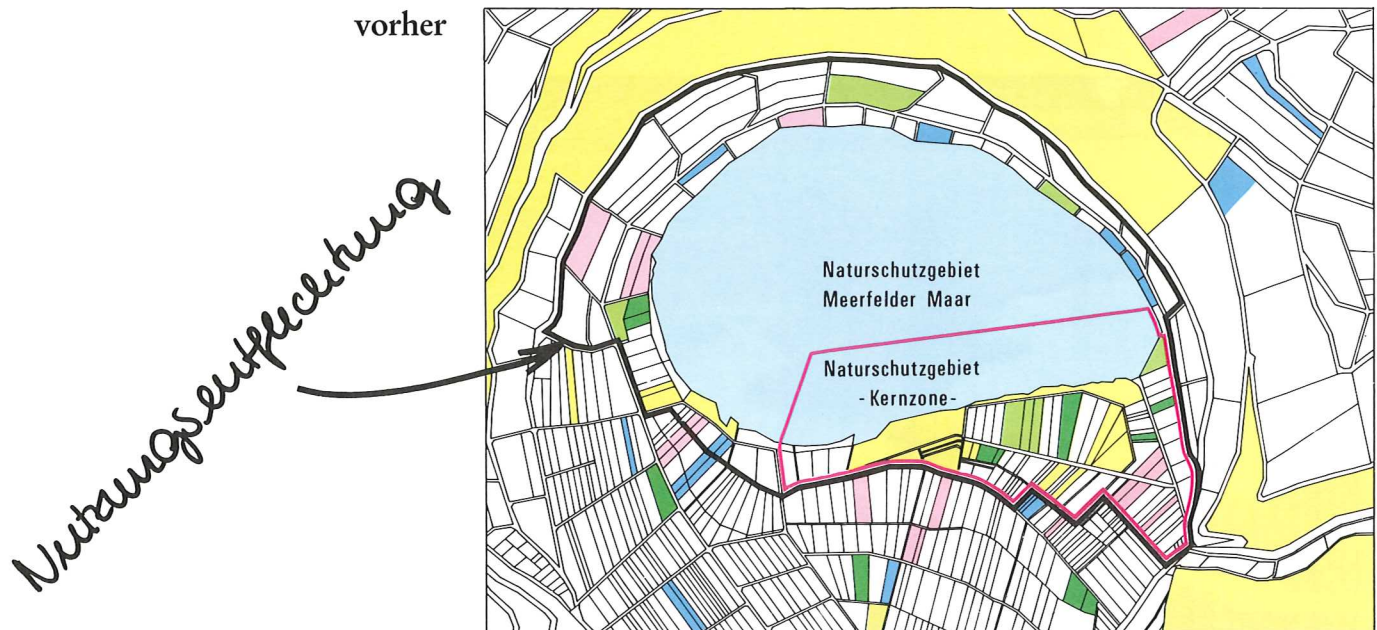 vorher
Nutzungsentflechtung
Naturschutzgebiet
Meerfelder Maar
Naturschutzgebiet
- Kernzone -